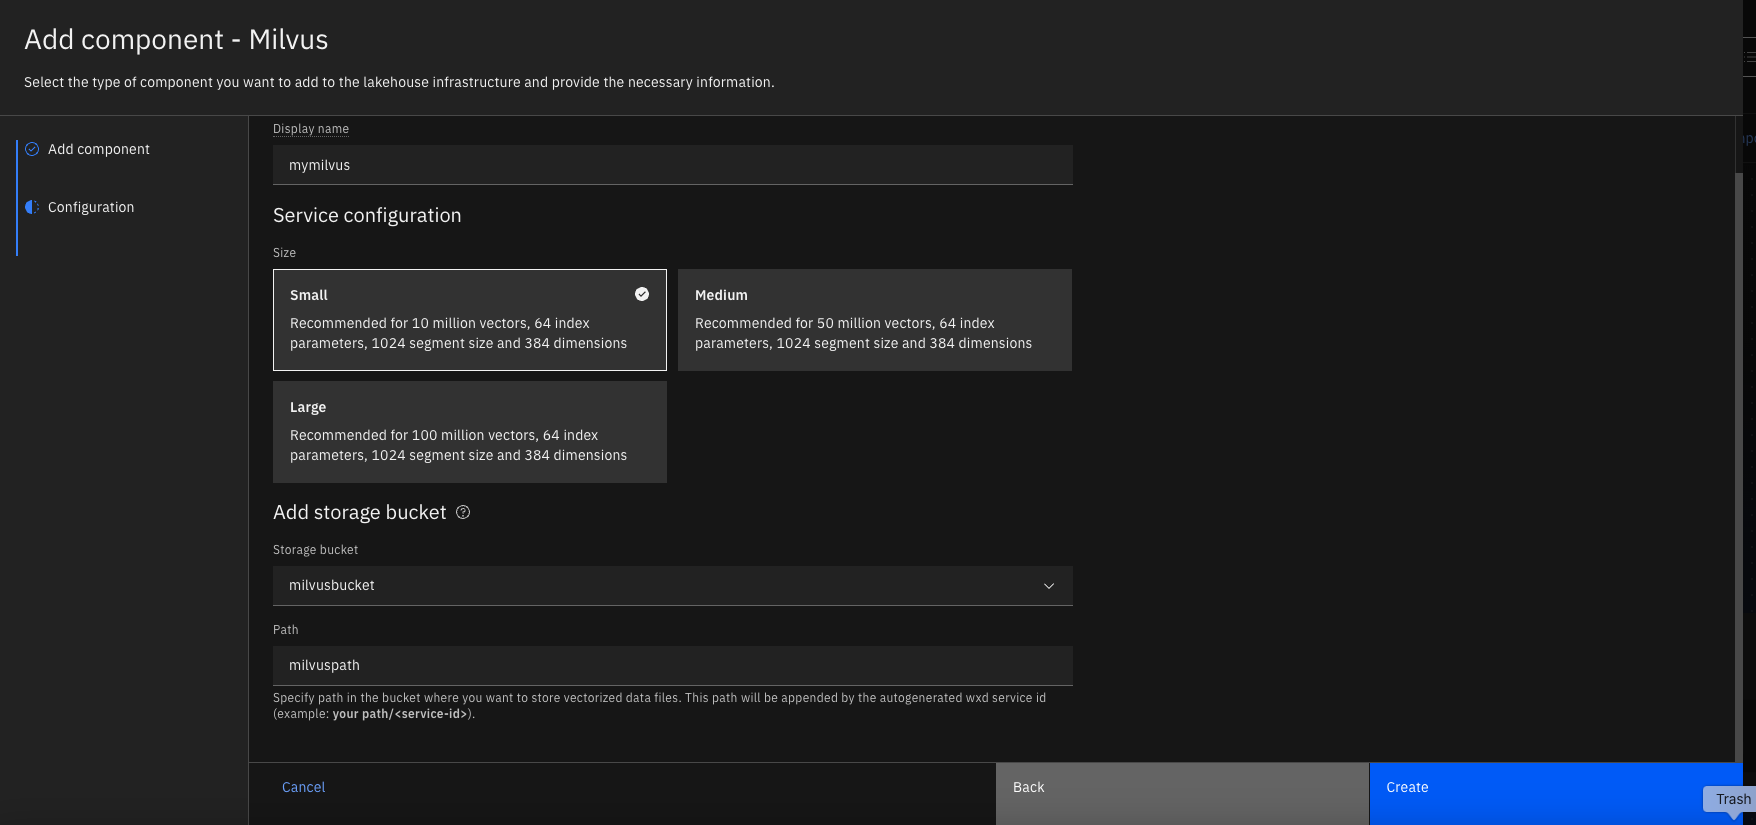 Add component - Milvus
Select the type of component you want to add to the lakehouse infrastructure and provide the necessary information.
Add component
Configuration
Display name
mymilvus
Service configuration
Size
Small
Recommended for 10 million vectors, 64 index
parameters, 1024 segment size and 384 dimensions
Medium
Recommended for 50 million vectors, 64 index
parameters, 1024 segment size and 384 dimensions
Large
Recommended for 100 million vectors, 64 index
parameters, 1024 segment size and 384 dimensions
Add storage bucket
Storage bucket
milvusbucket
Path
milvuspath
Specify path in the bucket where you want to store vectorized data files. This path will be appended by the autogenerated wxd service id
(example: your path/<service-id>).
Cancel
Back
Create
Trash